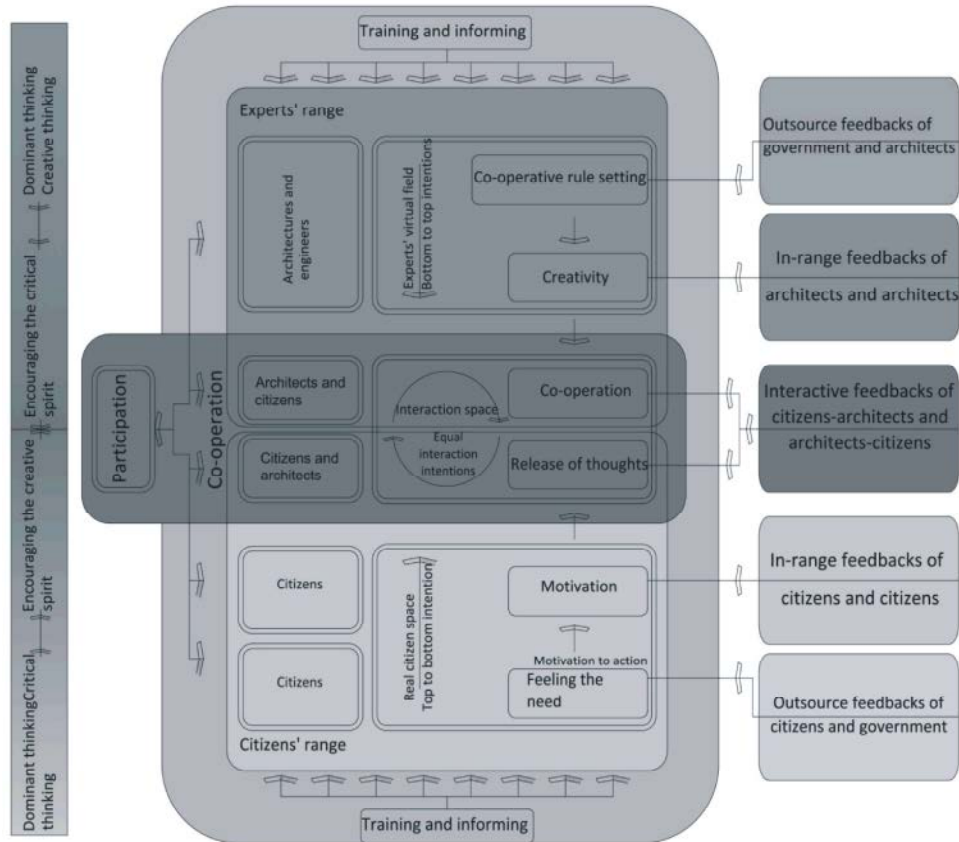 Training and informing
Experts' range
Architectures and
engineers
Experts' virtual field
Bottom to top intentions
Co-operative rule setting
Creativity
Dominant thinking
Creative thinking
Encouraging the critical
spirit
Encouraging the creative
spirit
Dominant thinkingCritical
thinking
Participation
Co-operation
Architects and
citizens
Citizens and
architects
Interaction space
Equal
interaction
intentions
Co-operation
Release of thoughts
Citizens
Citizens
Real citizen space
Top to bottom intention
Motivation
Motivation to action
Feeling the
need
Citizens' range
Training and informing
Outsource feedbacks of
government and architects
In-range feedbacks of
architects and architects
Interactive feedbacks of
citizens-architects and
architects-citizens
In-range feedbacks of
citizens and citizens
Outsource feedbacks of
citizens and government